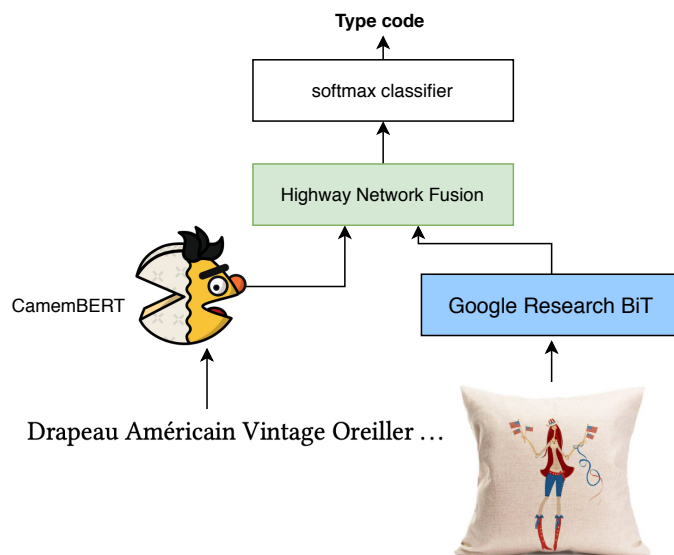 Type code
softmax classifier
Highway Network Fusion
CamemBERT
Google Research BiT
Drapeau Américain Vintage Oreiller ...